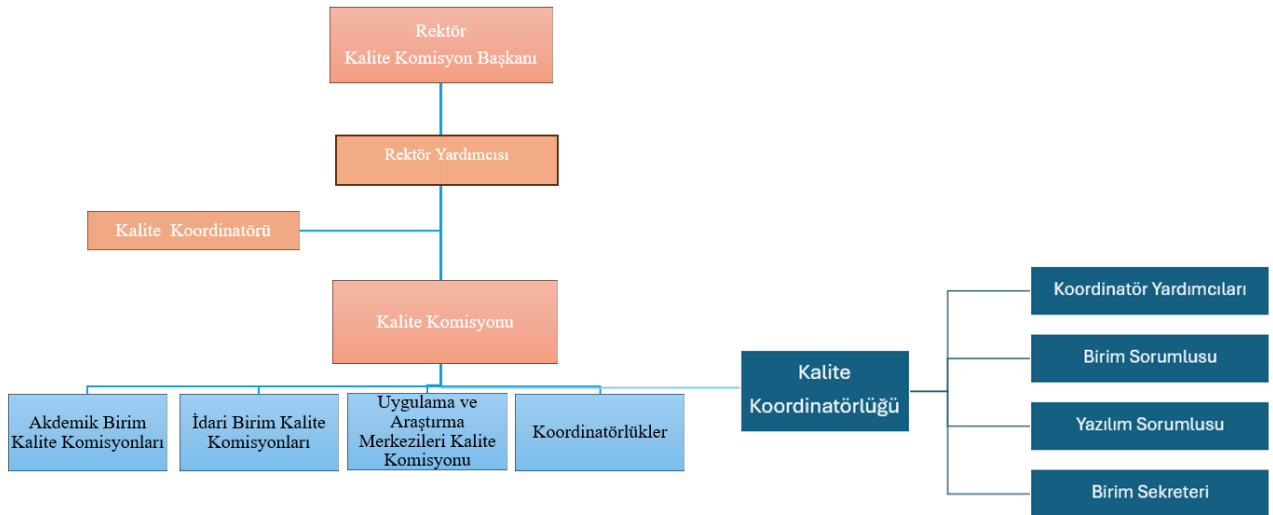 Rektör
Kalite Komisyon Başkanı
Rektör Yardımcısı
Kalite Koordinatörü
Kalite Komisyonu
Akdemik Birim
Kalite Komisyonları
İdari Birim Kalite
Komisyonları
Uygulama ve
Araştırma
Merkezileri Kalite
Komisyonu
Koordinatörlükler
Kalite
Koordinatörlüğü
Koordinatör Yardımcıları
Birim Sorumlusu
Yazılım Sorumlusu
Birim Sekreteri